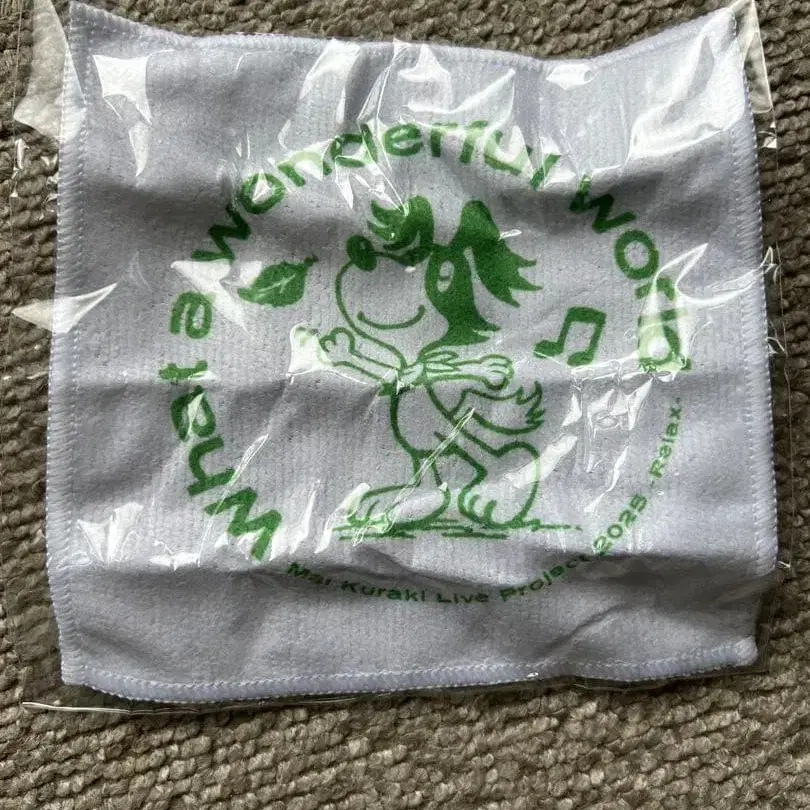 What a wonderful world
Mai Kuraki Live Project 2025 -Relax-